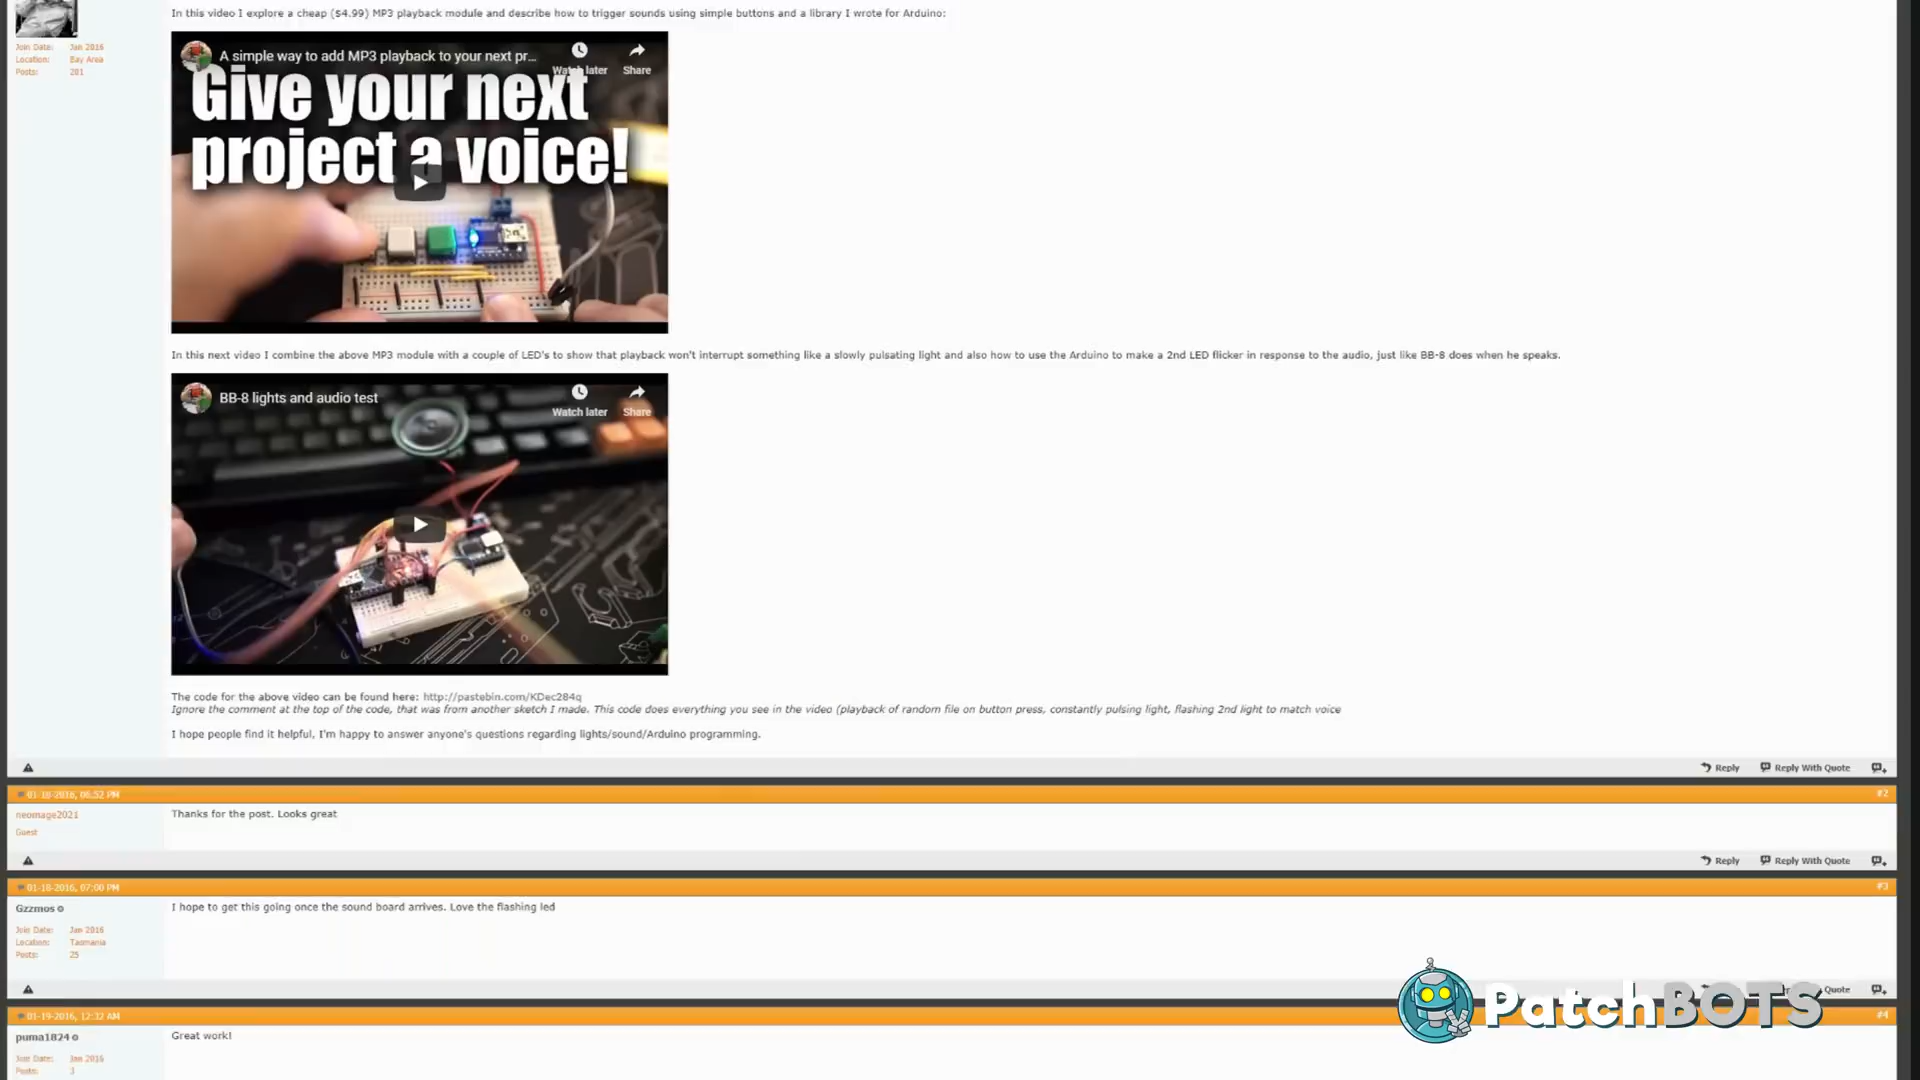 In this video I explore a cheap ($4.99) MP3 playback module and describe how to trigger sounds using simple buttons and a library I wrote for Arduino:
Join Date: Jan 2016
Location: Bay Area
Posts: 281
A simple way to add MP3 playback to your next pr...
Watch later
Share
Give your next
project a voice!
In this next video I combine the above MP3 module with a couple of LED's to show that playback won't interrupt something like a slowly pulsating light and also how to use the Arduino to make a 2nd LED flicker in response to the audio, just like BB-8 does when he speaks.
BB-8 lights and audio test
Watch later
Share
The code for the above video can be found here: http://pastebin.com/KDec284q
Ignore the comment at the top of the code, that was from another sketch I made. This code does everything you see in the video (playback of random file on button press, constantly pulsing light, flashing 2nd light to match voice
I hope people find it helpful, I'm happy to answer anyone's questions regarding lights/sound/Arduino programming.
Reply Reply With Quote
01-18-2016, 06:52 PM #2
neomage2021
Guest
Thanks for the post. Looks great
Reply Reply With Quote
01-18-2016, 07:00 PM #3
Gzzmos
I hope to get this going once the sound board arrives. Love the flashing led
Join Date: Jan 2016
Location: Tasmania
Posts: 25
Quote
PatchBOTS
01-19-2016, 12:32 AM #4
puma1824
Great work!
Join Date: Jan 2016
Posts: 3